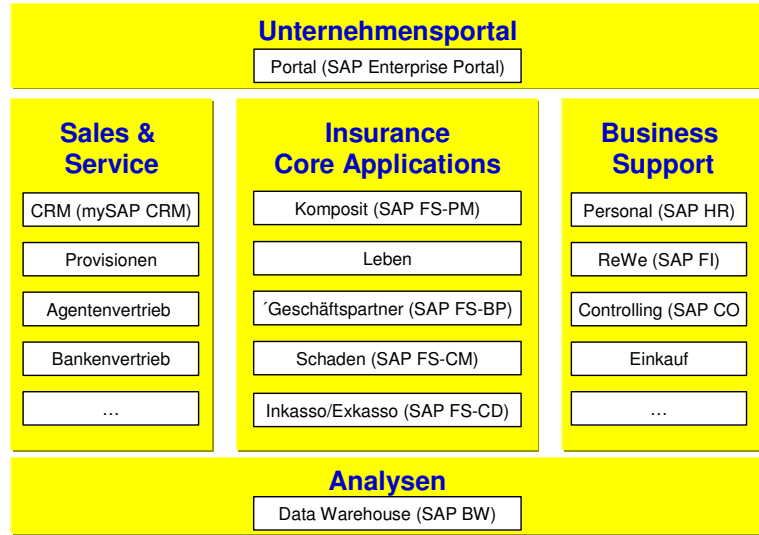 Unternehmensportal
Portal (SAP Enterprise Portal)
Sales &
Service
CRM (mySAP CRM)
Provisionen
Agentenvertrieb
Bankenvertrieb
…
Insurance
Core Applications
Komposit (SAP FS-PM)
Leben
´Geschäftspartner (SAP FS-BP)
Schaden (SAP FS-CM)
Inkasso/Exkasso (SAP FS-CD)
Business
Support
Personal (SAP HR)
ReWe (SAP FI)
Controlling (SAP CO
Einkauf
…
Analysen
Data Warehouse (SAP BW)